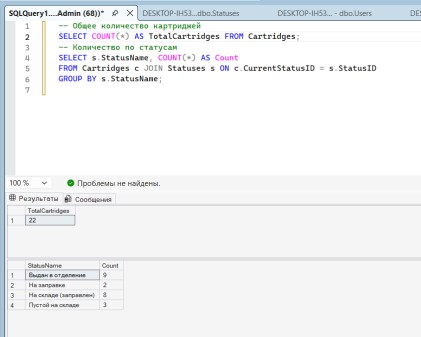 SQLQuery1....Admin (68))* DESKTOP-IH53...dbo.Statuses DESKTOP-IH53... - dbo.Users DES
1 -- Общее количество картриджей
2 SELECT COUNT(*) AS TotalCartridges FROM Cartridges;
3 -- Количество по статусам
4 SELECT s.StatusName, COUNT(*) AS Count
5 FROM Cartridges c JOIN Statuses s ON c.CurrentStatusID = s.StatusID
6 GROUP BY s.StatusName;
7
100 % Проблемы не найдены.
Результаты Сообщения
TotalCartridges
1 22
StatusName Count
1 Выдан в отделение 9
2 На заправке 2
3 На складе (заправлен) 8
4 Пустой на складе 3